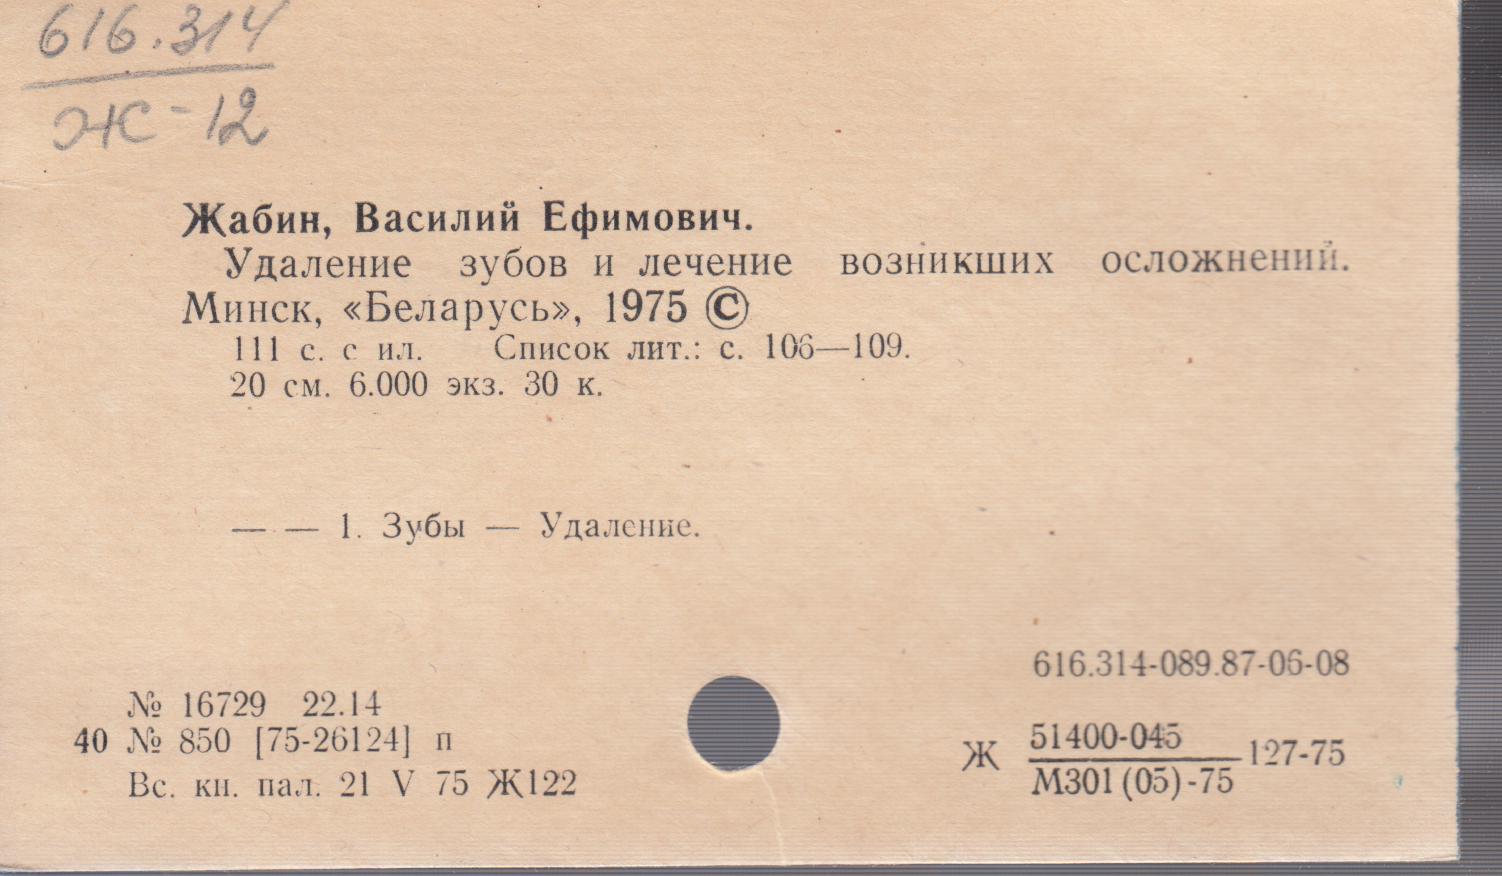 616.314
Ж-12
Жабин, Василий Ефимович.
Удаление зубов и лечение возникших осложнений.
Минск, «Беларусь», 1975 ©
111 с. с ил. Список лит.: с. 106—109.
20 см. 6.000 экз. 30 к.
— — 1. Зубы — Удаление.
616.314-089.87-06-08
№ 16729 22.14
40 № 850 [75-26124] п
Вс. кн. пал. 21 V 75 Ж122
Ж 51400-045 127-75
М301(05)-75